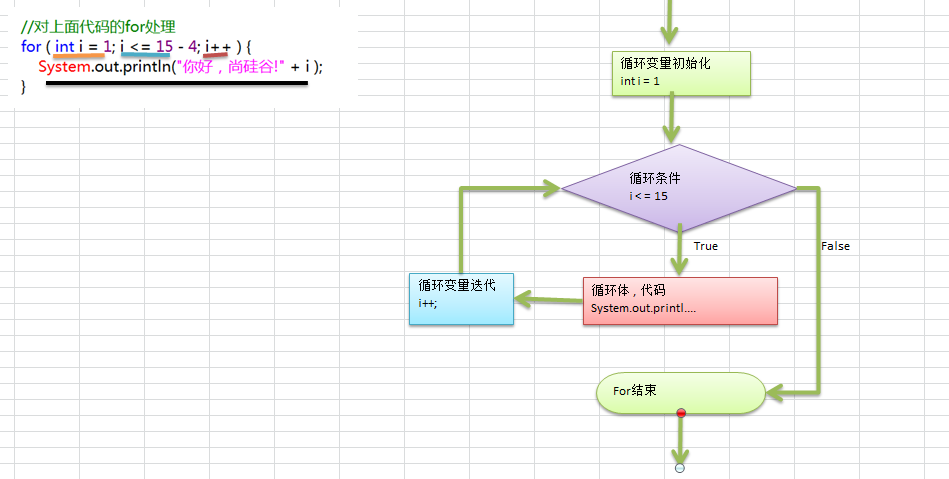 //对上面代码的for处理
for ( int i = 1; i <= 15 - 4; i++ ) {
System.out.println("你好，尚硅谷!" + i );
}
循环变量初始化
int i = 1
循环条件
i <= 15
True
False
循环变量迭代
i++;
循环体，代码
System.out.printl....
For结束